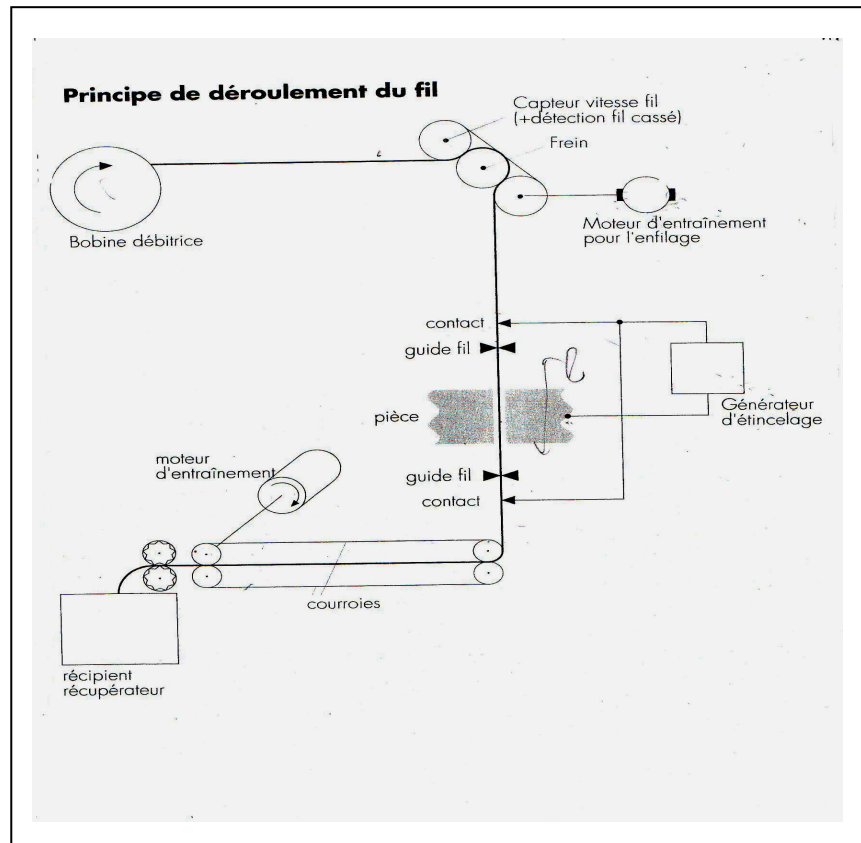 Principe de déroulement du fil
Capteur vitesse fil
(+détection fil cassé)
Frein
Bobine débitrice
Moteur d'entraînement
pour l'enfilage
contact
guide fil
pièce
Générateur
d'étincelage
moteur
d'entraînement
guide fil
contact
courroies
récipient
récupérateur